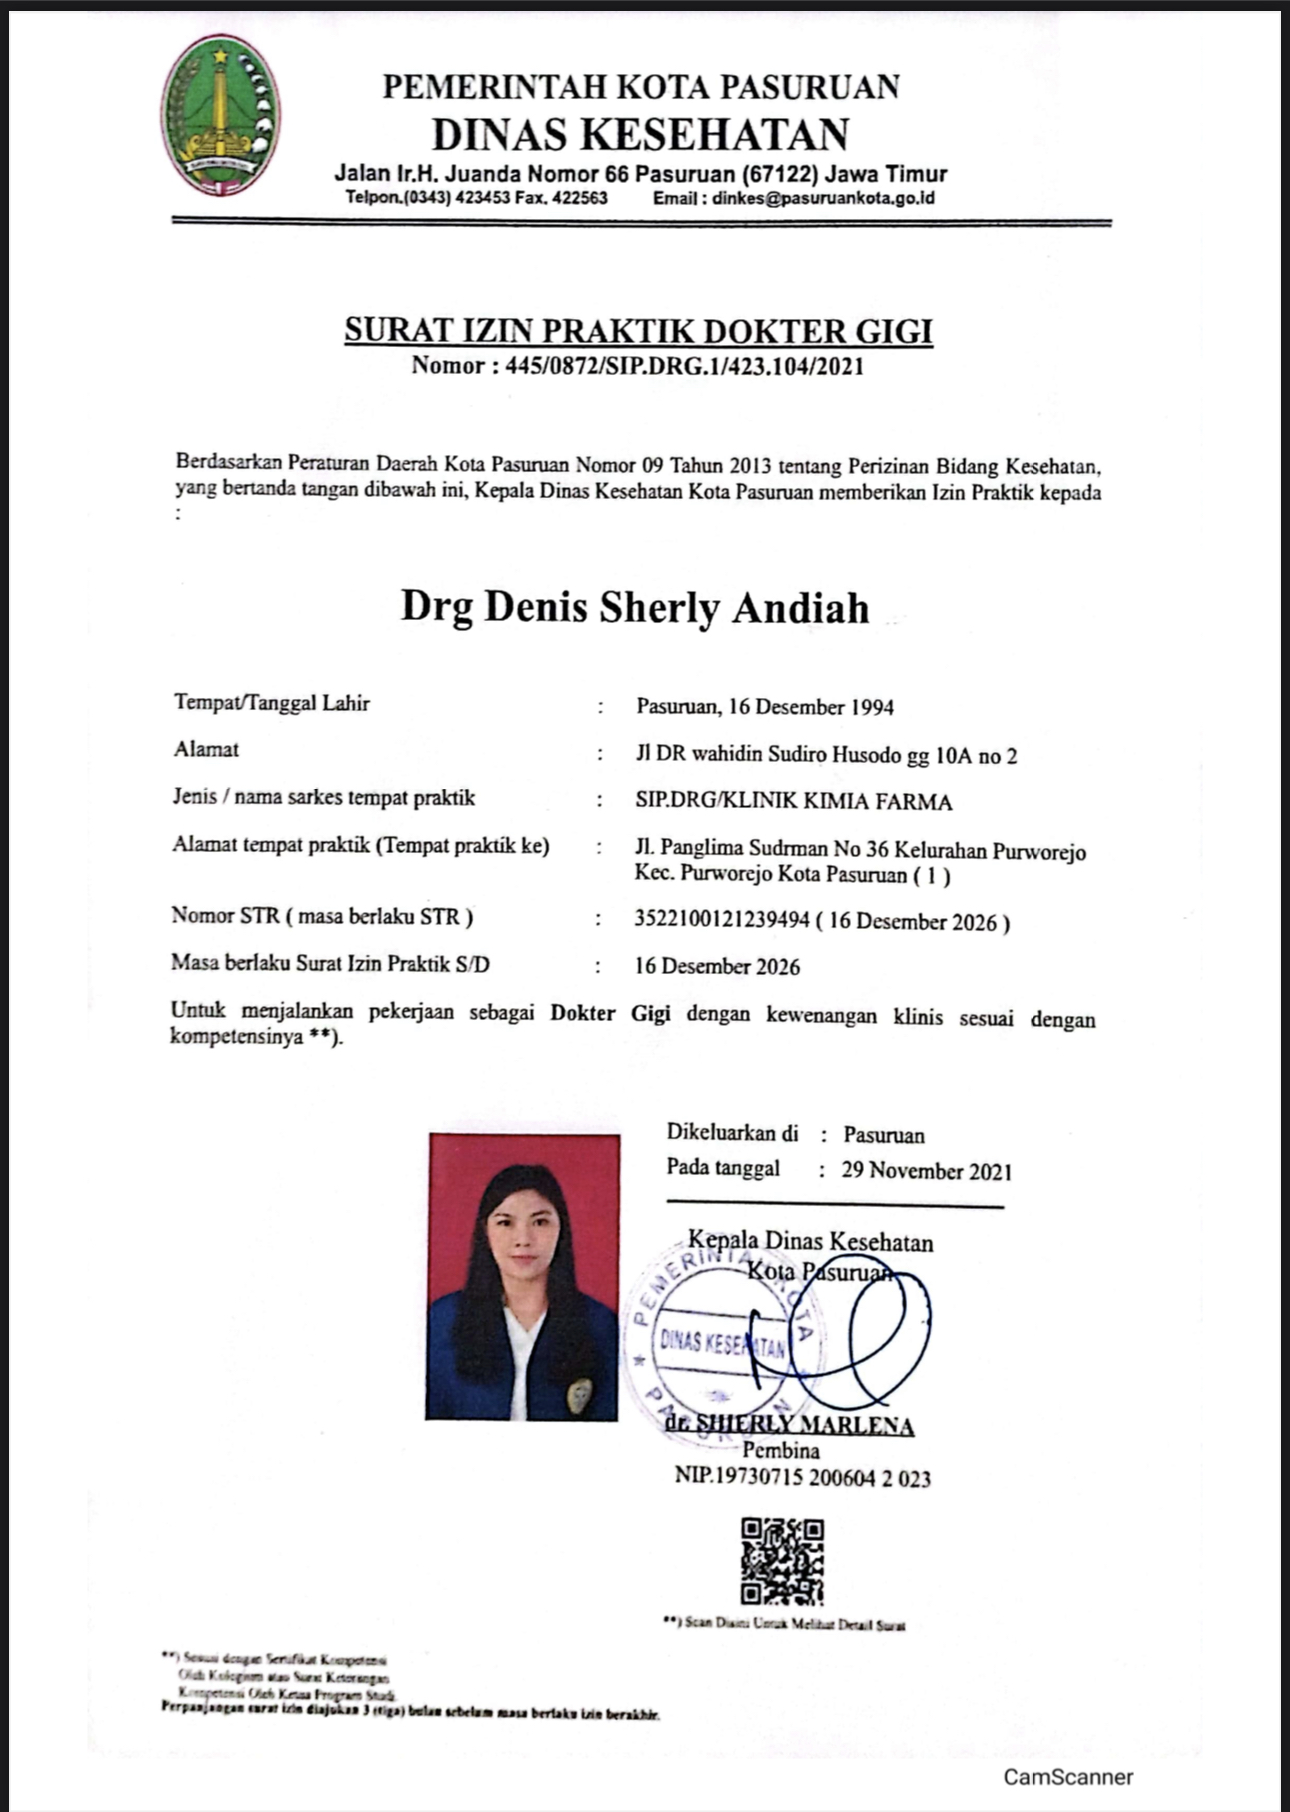 PEMERINTAH KOTA PASURUAN
DINAS KESEHATAN
Jalan Ir.H. Juanda Nomor 66 Pasuruan (67122) Jawa Timur
Telpon.(0343) 423453 Fax. 422563 Email : dinkes@pasuruankota.go.id
SURAT IZIN PRAKTIK DOKTER GIGI
Nomor : 445/0872/SIP.DRG.1/423.104/2021
Berdasarkan Peraturan Daerah Kota Pasuruan Nomor 09 Tahun 2013 tentang Perizinan Bidang Kesehatan,
yang bertanda tangan dibawah ini, Kepala Dinas Kesehatan Kota Pasuruan memberikan Izin Praktik kepada
:
Drg Denis Sherly Andiah
Tempat/Tanggal Lahir : Pasuruan, 16 Desember 1994
Alamat : Jl DR wahidin Sudiro Husodo gg 10A no 2
Jenis / nama sarkes tempat praktik : SIP.DRG/KLINIK KIMIA FARMA
Alamat tempat praktik (Tempat praktik ke) : Jl. Panglima Sudrman No 36 Kelurahan Purworejo
Kec. Purworejo Kota Pasuruan ( 1 )
Nomor STR ( masa berlaku STR ) : 3522100121239494 ( 16 Desember 2026 )
Masa berlaku Surat Izin Praktik S/D : 16 Desember 2026
Untuk menjalankan pekerjaan sebagai Dokter Gigi dengan kewenangan klinis sesuai dengan
kompetensinya **).
Dikeluarkan di : Pasuruan
Pada tanggal : 29 November 2021
Kepala Dinas Kesehatan
Kota Pasuruan
PEMERINTAH KOTA
DINAS KESEHATAN
PASURUAN
dr. SHIERLY MARLENA
Pembina
NIP.19730715 200604 2 023
**) Scan Disini Untuk Melihat Detail Surat
**) Sesuai dengan Sertifikat Kompetensi
Oleh Kolegium atau Surat Keterangan
Kompetensi Oleh Ketua Program Studi
Perpanjangan surat izin diajukan 3 (tiga) bulan sebelum masa berlaku izin berakhir.
CamScanner